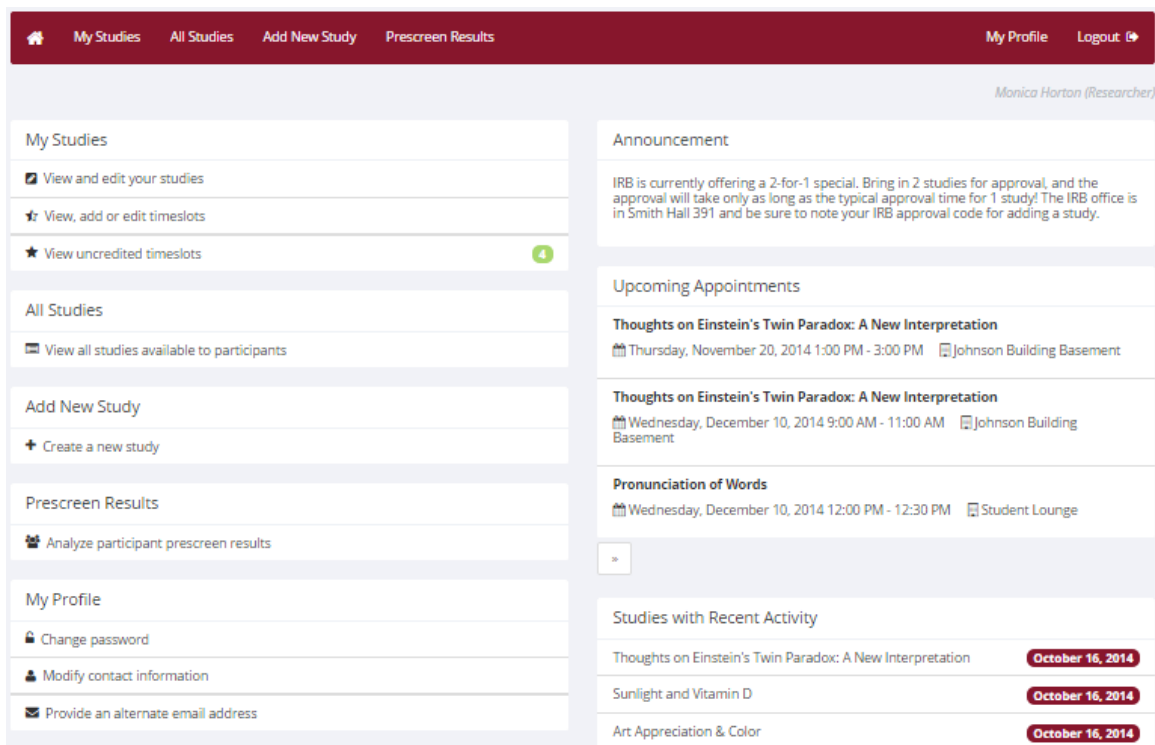 My Studies All Studies Add New Study Prescreen Results My Profile Logout
Monica Horton (Researcher)
My Studies
View and edit your studies
View, add or edit timeslots
View uncredited timeslots 4
All Studies
View all studies available to participants
Add New Study
Create a new study
Prescreen Results
Analyze participant prescreen results
My Profile
Change password
Modify contact information
Provide an alternate email address
Announcement
IRB is currently offering a 2-for-1 special. Bring in 2 studies for approval, and the
approval will take only as long as the typical approval time for 1 study! The IRB office is
in Smith Hall 391 and be sure to note your IRB approval code for adding a study.
Upcoming Appointments
Thoughts on Einstein's Twin Paradox: A New Interpretation
Thursday, November 20, 2014 1:00 PM - 3:00 PM Johnson Building Basement
Thoughts on Einstein's Twin Paradox: A New Interpretation
Wednesday, December 10, 2014 9:00 AM - 11:00 AM Johnson Building
Basement
Pronunciation of Words
Wednesday, December 10, 2014 12:00 PM - 12:30 PM Student Lounge
»
Studies with Recent Activity
Thoughts on Einstein's Twin Paradox: A New Interpretation October 16, 2014
Sunlight and Vitamin D October 16, 2014
Art Appreciation & Color October 16, 2014